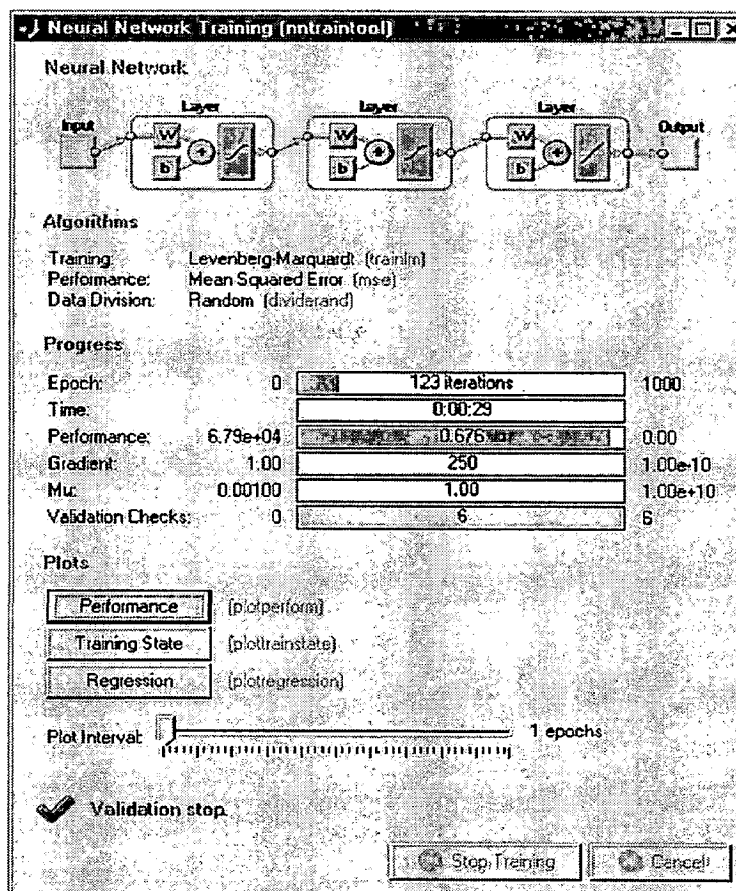 Neural Network Training (nntraintool)
Neural Network
Layer Layer Layer
Input Output
W W W
+ + +
b b b
Algorithms
Training: Levenberg-Marquardt (trainlm)
Performance: Mean Squared Error (mse)
Data Division: Random (dividerand)
Progress
Epoch: 0 123 iterations 1000
Time: 0:00:29
Performance: 6.79e+04 0.676 0.00
Gradient: 1.00 250 1.00e-10
Mu: 0.00100 1.00 1.00e+10
Validation Checks: 0 6 6
Plots
Performance (plotperform)
Training State (plottrainstate)
Regression (plotregression)
Plot Interval: 1 epochs
Validation stop.
Stop Training Cancel